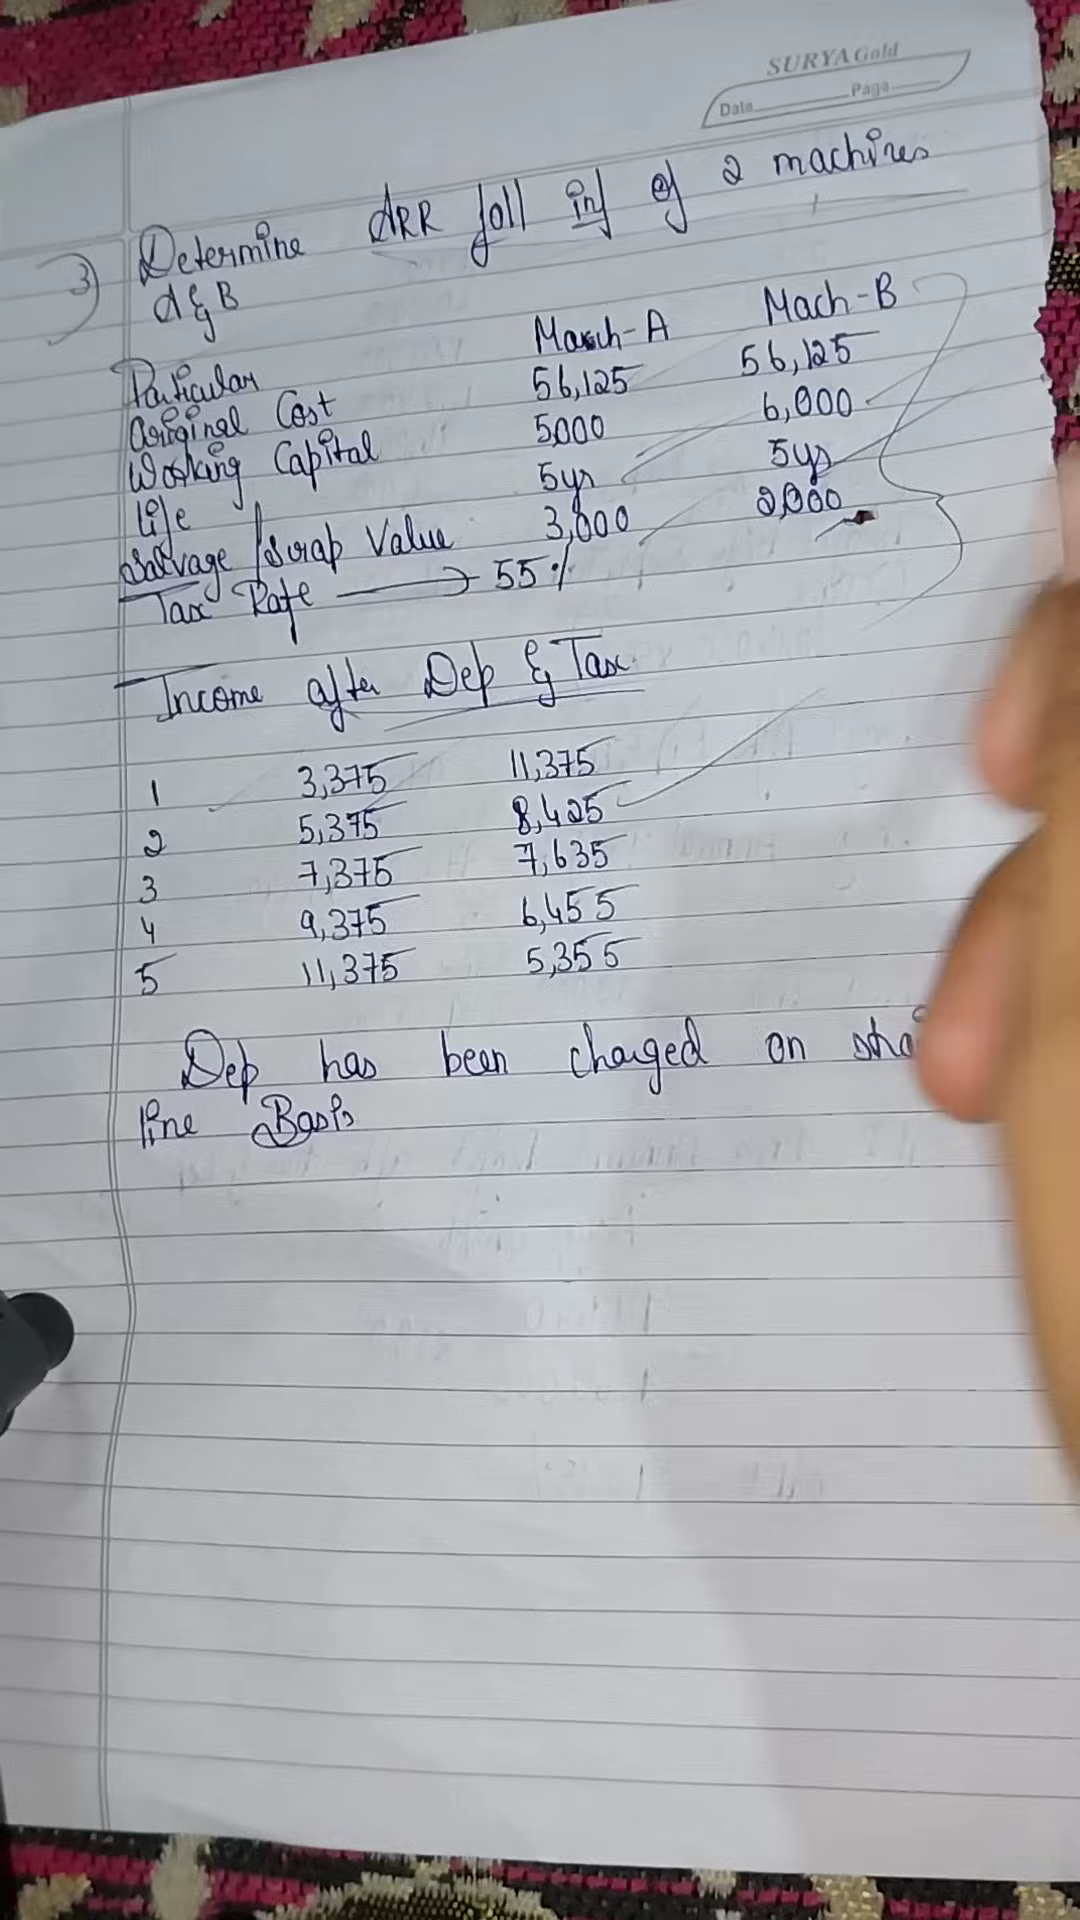 SURYA Gold
Date Page
3) Determine ARR foll inf of 2 machines
A & B
Particular Mach-A Mach-B
Original Cost 56,125 56,125
Working Capital 5000 6,000
Life 5yr 5yr
Salvage/Scrap Value 3,000 2,000
Tax Rate → 55%
Income after Dep & Tax
1 3,375 11,375
2 5,375 8,425
3 7,375 7,635
4 9,375 6,455
5 11,375 5,355
Dep has been charged on
line Basis